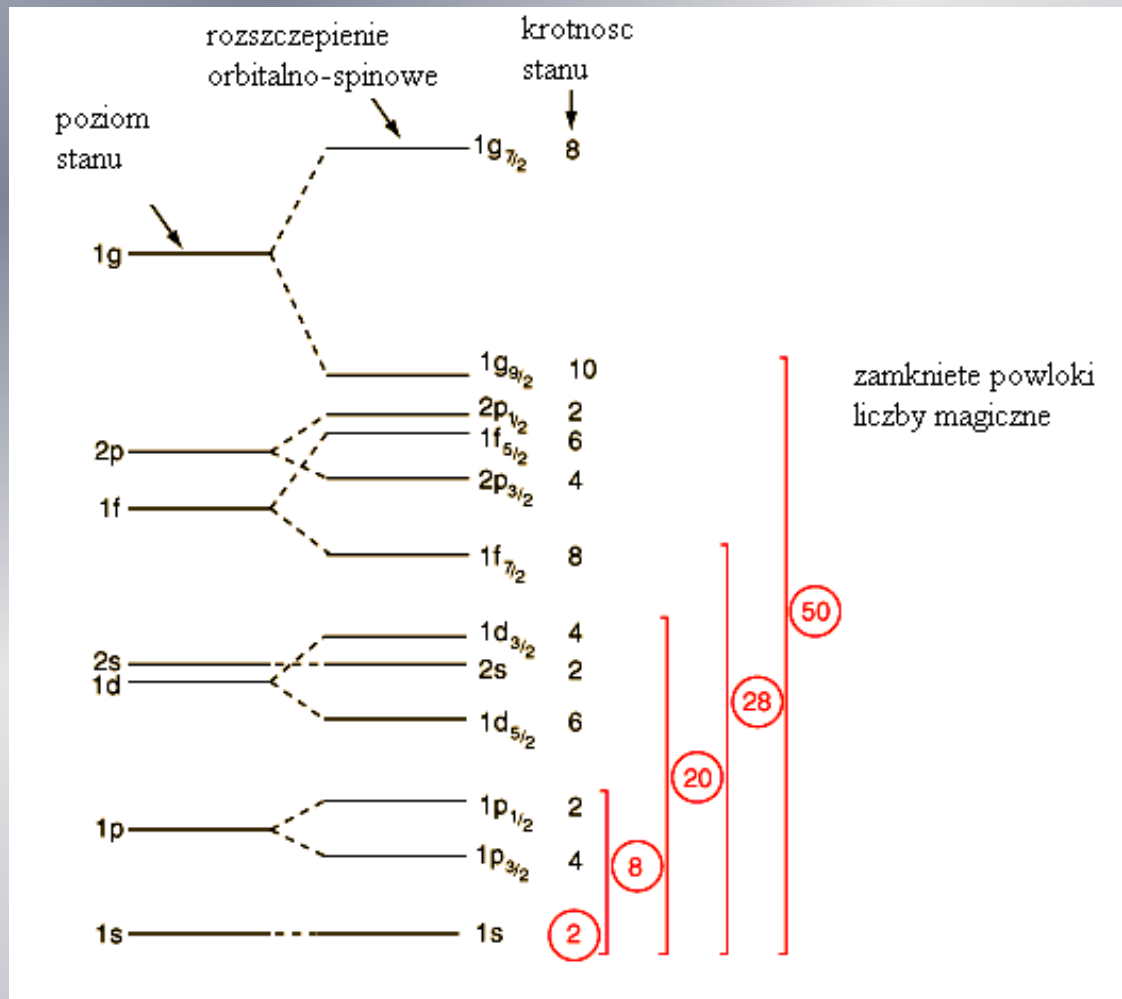 rozszczepienie
orbitalno-spinowe
krotnosc
stanu
poziom
stanu
1g7/2 8
1g
1g9/2 10
zamkniete powloki
liczby magiczne
2p1/2 2
1f5/2 6
2p
2p3/2 4
1f
1f7/2 8
50
1d3/2 4
2s
2s 2
1d
28
1d5/2 6
20
1p1/2 2
1p
1p3/2 4
8
1s
1s 2